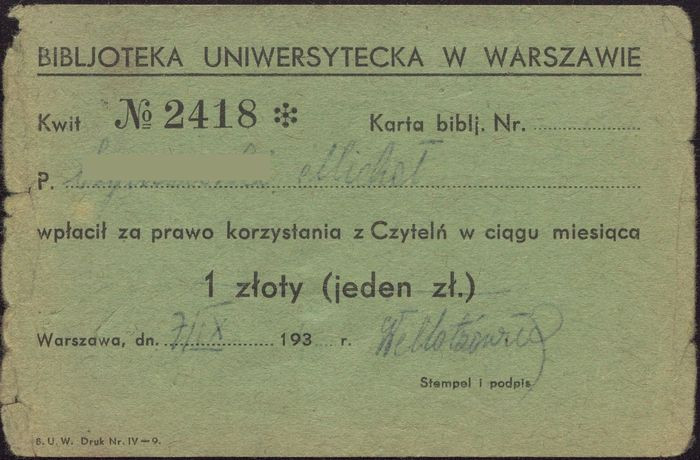 BIBLJOTEKA UNIWERSYTECKA W WARSZAWIE
Kwit № 2418 ✻ Karta biblj. Nr. ....................
P. Michał
wpłacił za prawo korzystania z Czytelń w ciągu miesiąca
1 złoty (jeden zł.)
Warszawa, dn. 193 r.
Stempel i podpis
B. U. W. Druk Nr. IV—9.